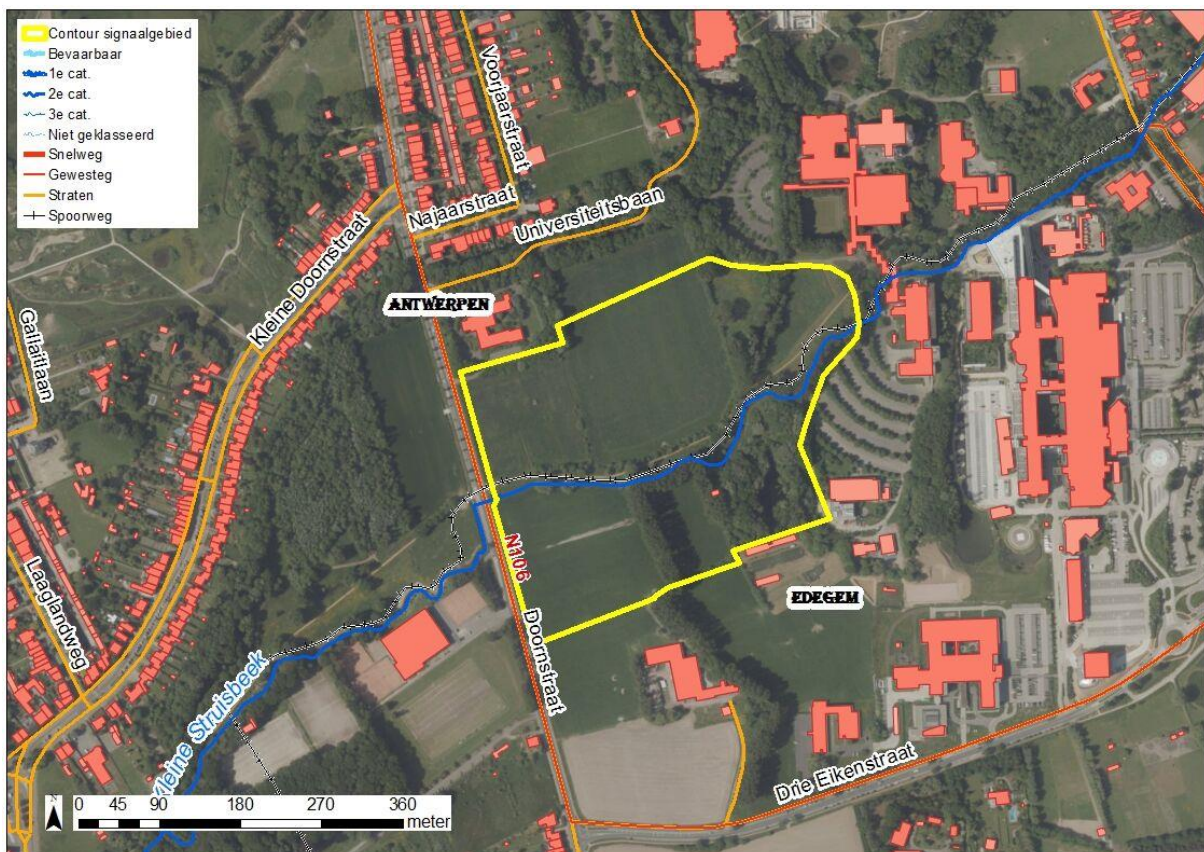 Contour signaalgebied
Bevaarbaar
1e cat.
2e cat.
3e cat.
Niet geklasseerd
Snelweg
Gewesteg
Straten
Spoorweg
Voorjaarstraat
Najaarstraat
Universiteitsbaan
Kleine Doornstraat
ANTWERPEN
Gallaitlaan
Laaglandweg
N106
EDEGEM
Doornstraat
Kleine Struisbeek
Drie Eikenstraat
N
0 45 90 180 270 360
meter